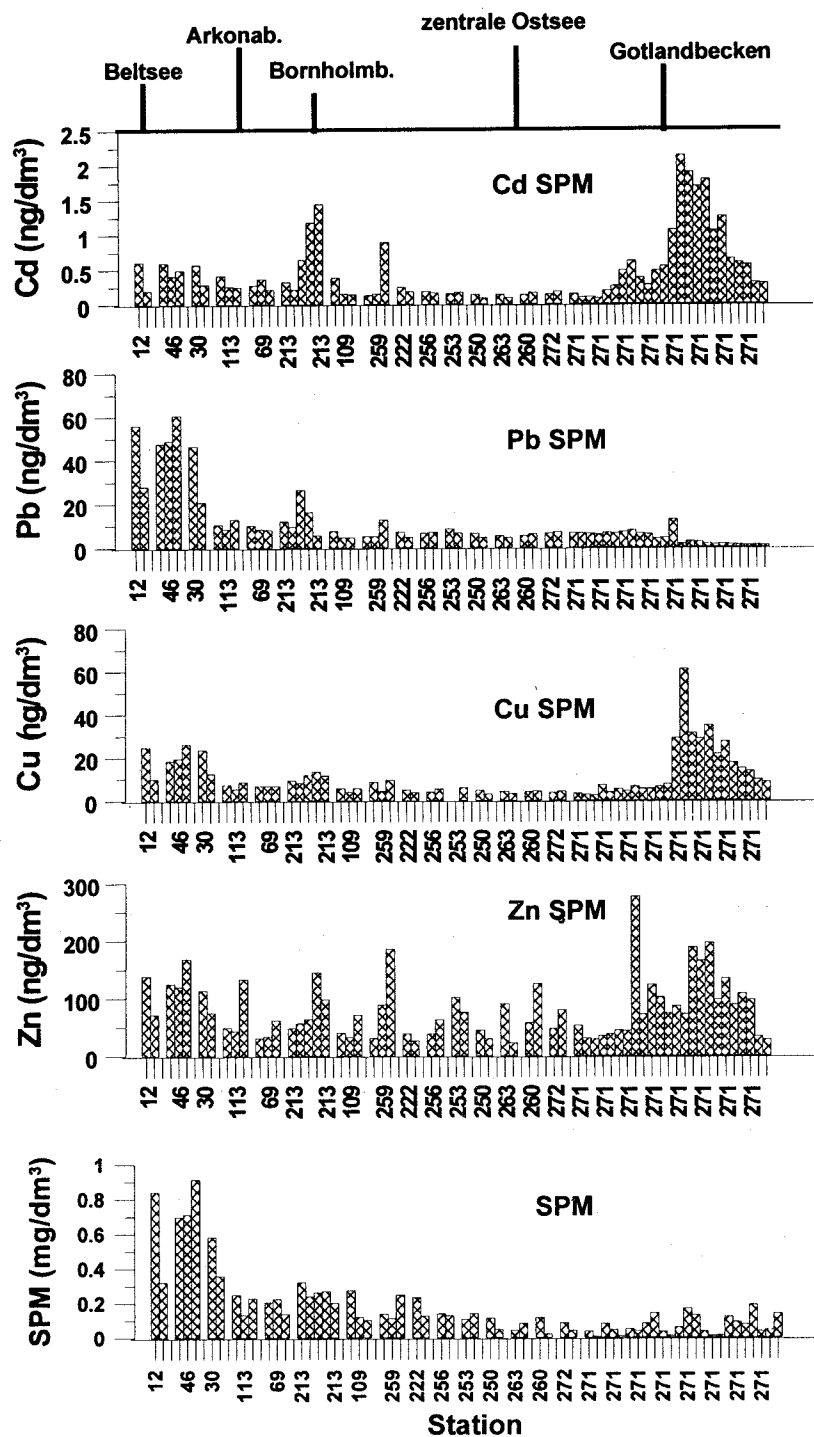 zentrale Ostsee
Arkonab.
Gotlandbecken
Beltsee
Bornholmb.
Cd (ng/dm³)
2.5
2
1.5
1
0.5
0
Cd SPM
12 46 30 113 69 213 213 109 259 222 256 253 250 263 260 272 271 271 271 271 271 271 271 271
Pb (ng/dm³)
80
60
40
20
0
Pb SPM
12 46 30 113 69 213 213 109 259 222 256 253 250 263 260 272 271 271 271 271 271 271 271 271
Cu (ng/dm³)
80
60
40
20
0
Cu SPM
12 46 30 113 69 213 213 109 259 222 256 253 250 263 260 272 271 271 271 271 271 271 271 271
Zn (ng/dm³)
300
200
100
0
Zn SPM
12 46 30 113 69 213 213 109 259 222 256 253 250 263 260 272 271 271 271 271 271 271 271 271
SPM (mg/dm³)
1
0.8
0.6
0.4
0.2
0
SPM
12 46 30 113 69 213 213 109 259 222 256 253 250 263 260 272 271 271 271 271 271 271 271 271
Station